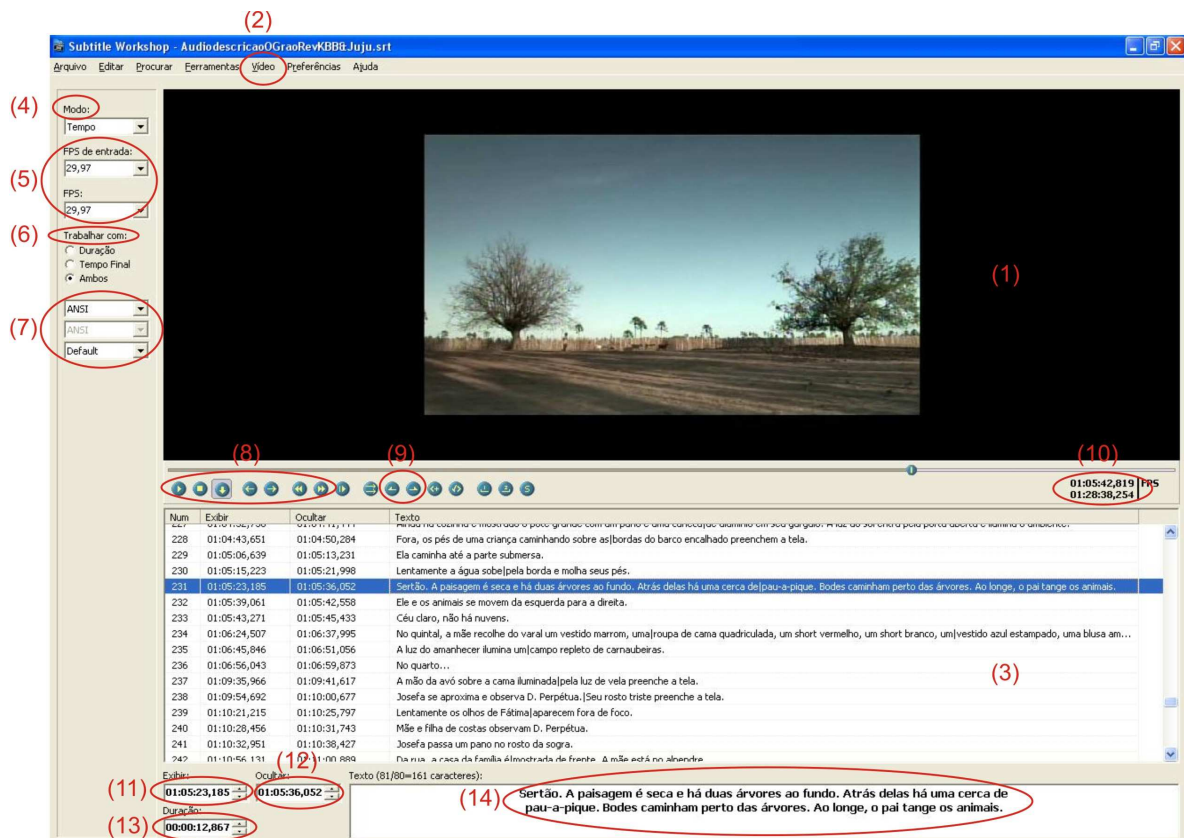 (2)
Subtitle Workshop - AudiodescricaoOGraoRevKBB&Juju.srt
Arquivo Editar Procurar Ferramentas Vídeo Preferências Ajuda
(4)
Modo:
Tempo
FPS de entrada:
(5)
29,97
FPS:
29,97
(6)
Trabalhar com:
Duração
Tempo Final
Ambos
(7)
ANSI
ANSI
Default
(1)
(8)
(9)
(10)
01:05:42,819 FPS
01:28:38,254
Num Exibir Ocultar Texto
228 01:04:43,651 01:04:50,284 Fora, os pés de uma criança caminhando sobre as|bordas do barco encalhado preenchem a tela.
229 01:05:06,639 01:05:13,231 Ela caminha até a parte submersa.
230 01:05:15,223 01:05:21,998 Lentamente a água sobe|pela borda e molha seus pés.
231 01:05:23,185 01:05:36,052 Sertão. A paisagem é seca e há duas árvores ao fundo. Atrás delas há uma cerca de|pau-a-pique. Bodes caminham perto das árvores. Ao longe, o pai tange os animais.
232 01:05:39,061 01:05:42,558 Ele e os animais se movem da esquerda para a direita.
233 01:05:43,271 01:05:45,433 Céu claro, não há nuvens.
234 01:06:24,507 01:06:37,995 No quintal, a mãe recolhe do varal um vestido marrom, uma|roupa de cama quadriculada, um short vermelho, um short branco, um|vestido azul estampado, uma blusa am...
235 01:06:45,846 01:06:51,056 A luz do amanhecer ilumina um|campo repleto de carnaubeiras.
236 01:06:56,043 01:06:59,873 No quarto...
237 01:09:35,966 01:09:41,617 A mão da avó sobre a cama iluminada|pela luz de vela preenche a tela.
238 01:09:54,692 01:10:00,677 Josefa se aproxima e observa D. Perpétua.|Seu rosto triste preenche a tela.
239 01:10:21,215 01:10:25,797 Lentamente os olhos de Fátima|aparecem fora de foco.
240 01:10:28,456 01:10:31,743 Mãe e filha de costas observam D. Perpétua.
241 01:10:32,951 01:10:38,427 Josefa passa um pano no rosto da sogra.
242 01:10:56,131 Da rua, a casa da família é|mostrada de frente. A mãe está no alpendre.
(3)
(12)
Exibir: Ocultar: Texto (81/80=161 caracteres):
(11) 01:05:23,185 01:05:36,052
Duração:
(13) 00:00:12,867
(14)
Sertão. A paisagem é seca e há duas árvores ao fundo. Atrás delas há uma cerca de
pau-a-pique. Bodes caminham perto das árvores. Ao longe, o pai tange os animais.